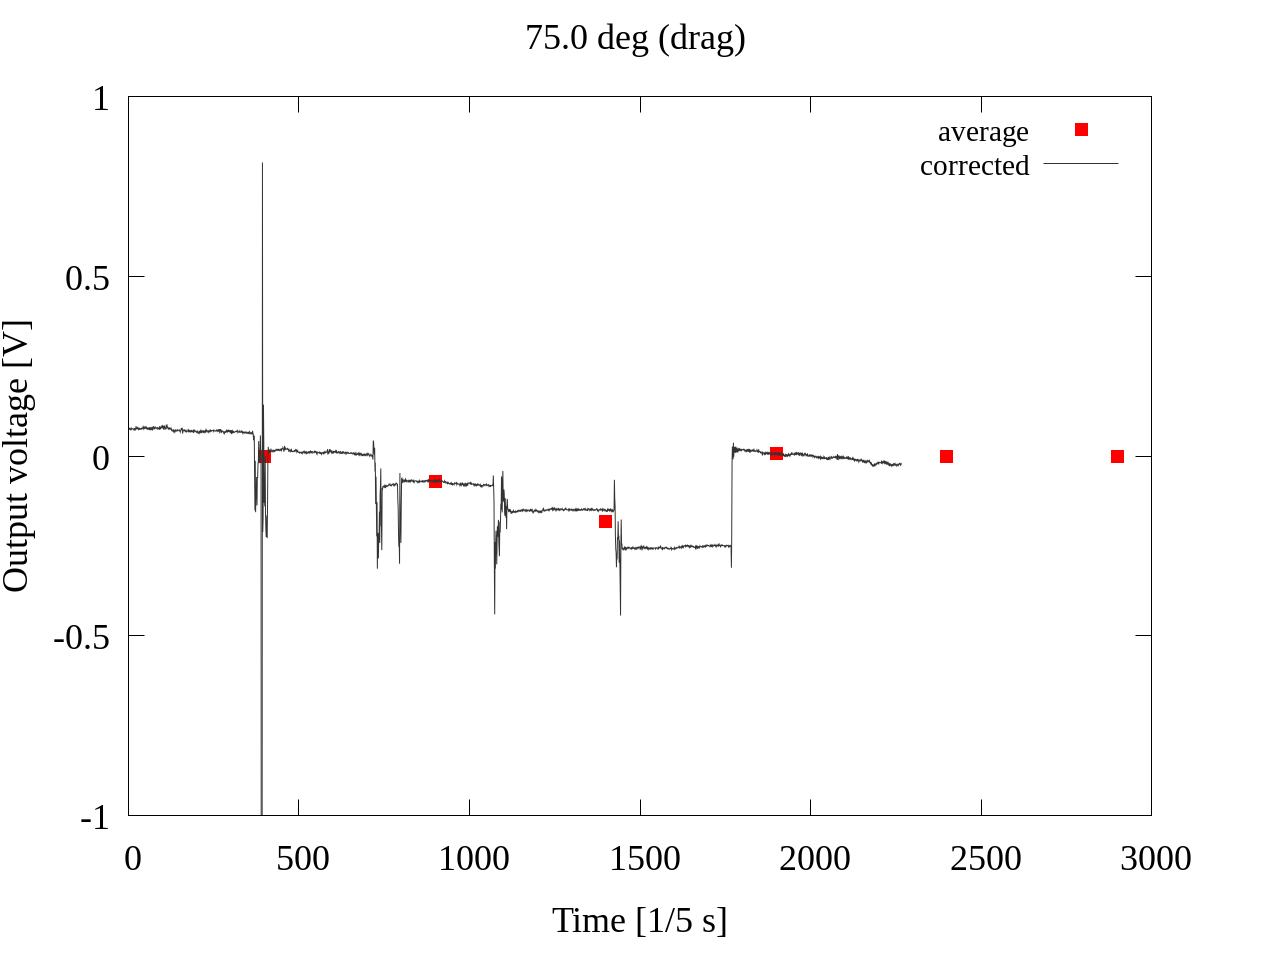 75.0 deg (drag)
average
corrected
1
0.5
0
-0.5
-1
Output voltage [V]
0 500 1000 1500 2000 2500 3000
Time [1/5 s]